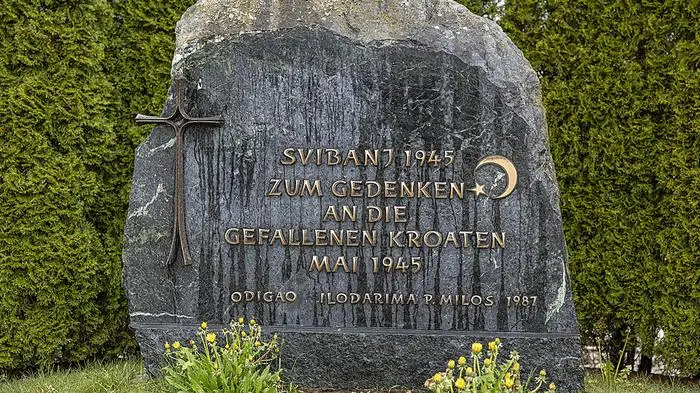 SVIBANJ 1945
ZUM GEDENKEN
AN DIE
GEFALLENEN KROATEN
MAI 1945
ODIGAO ILODARIMA P. MILOS 1987